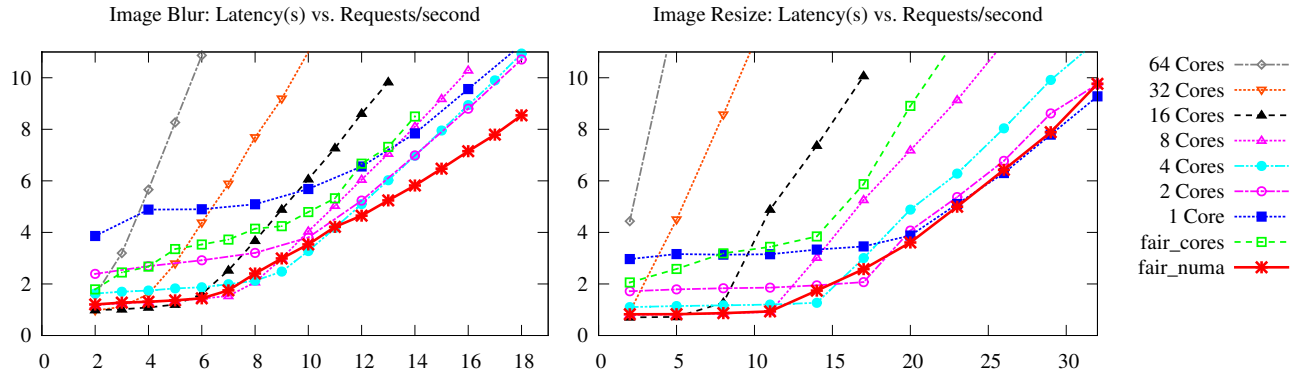 Image Blur: Latency(s) vs. Requests/second
10
8
6
4
2
0
0 2 4 6 8 10 12 14 16 18
Image Resize: Latency(s) vs. Requests/second
10
8
6
4
2
0
0 5 10 15 20 25 30
64 Cores
32 Cores
16 Cores
8 Cores
4 Cores
2 Cores
1 Core
fair_cores
fair_numa